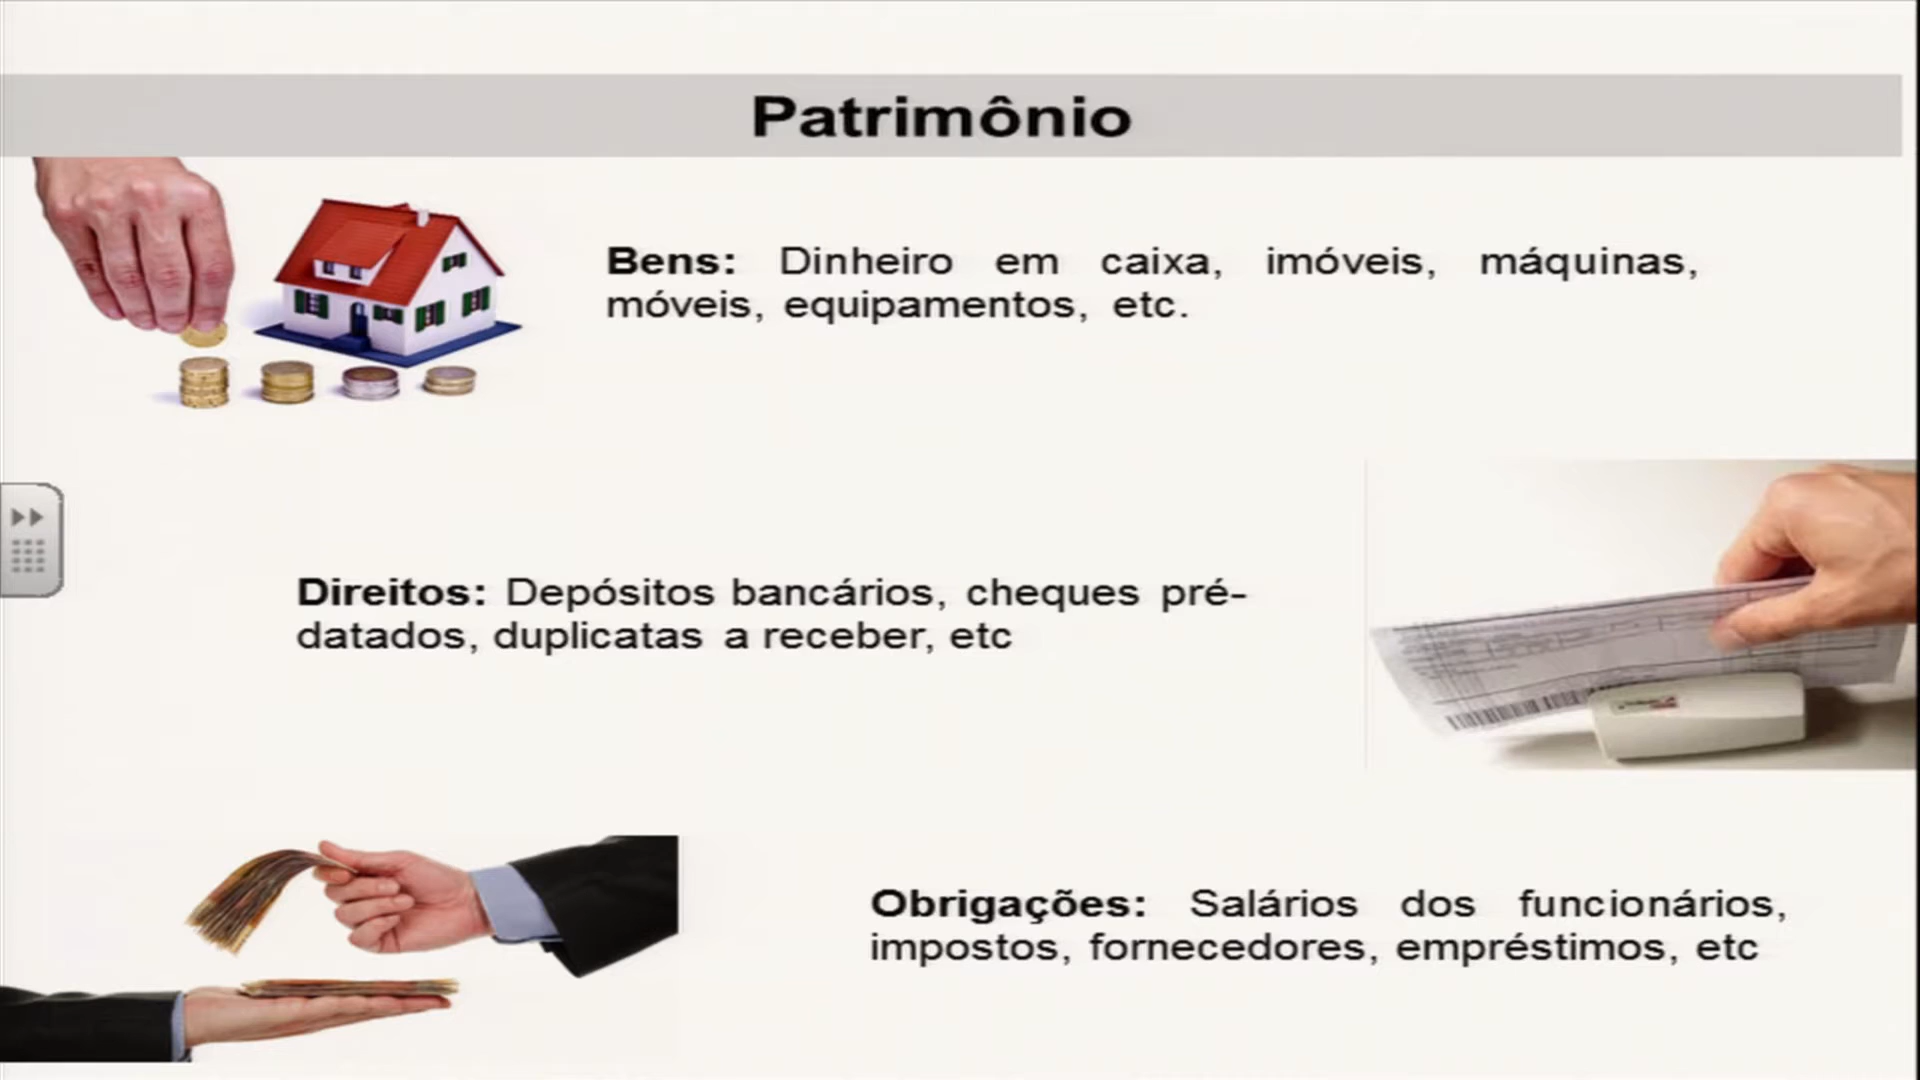 Patrimônio
Bens: Dinheiro em caixa, imóveis, máquinas,
móveis, equipamentos, etc.
Direitos: Depósitos bancários, cheques pré-
datados, duplicatas a receber, etc
Obrigações: Salários dos funcionários,
impostos, fornecedores, empréstimos, etc